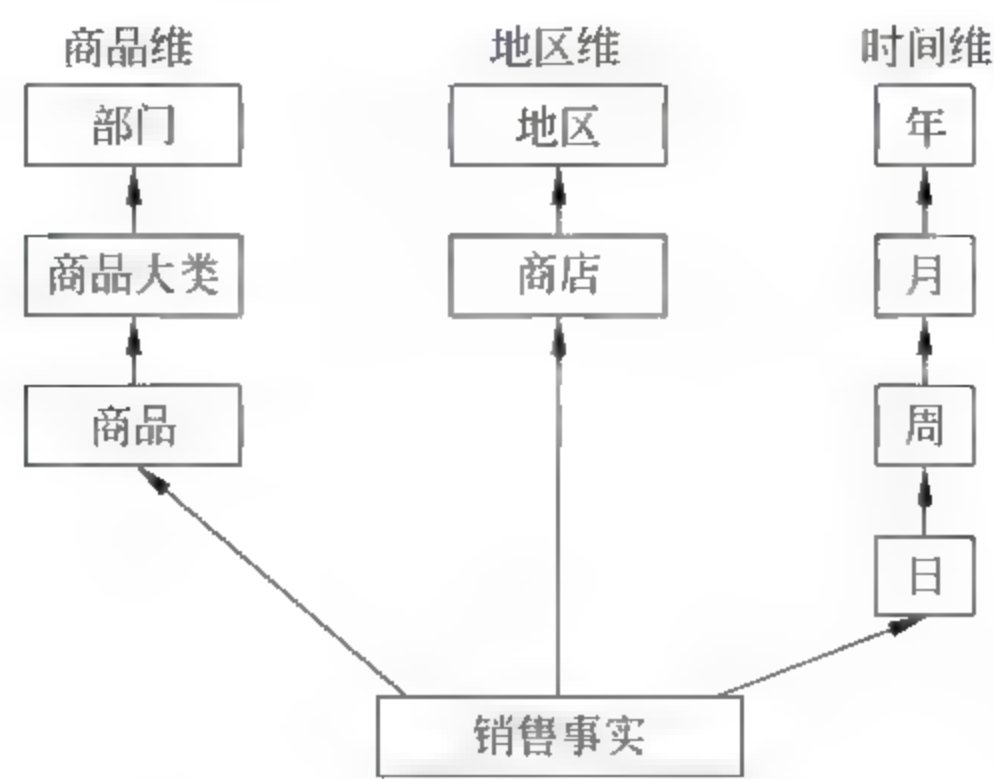 商品维 地区维 时间维
部门 地区 年
商品大类 商店 月
商品 周
日
销售事实